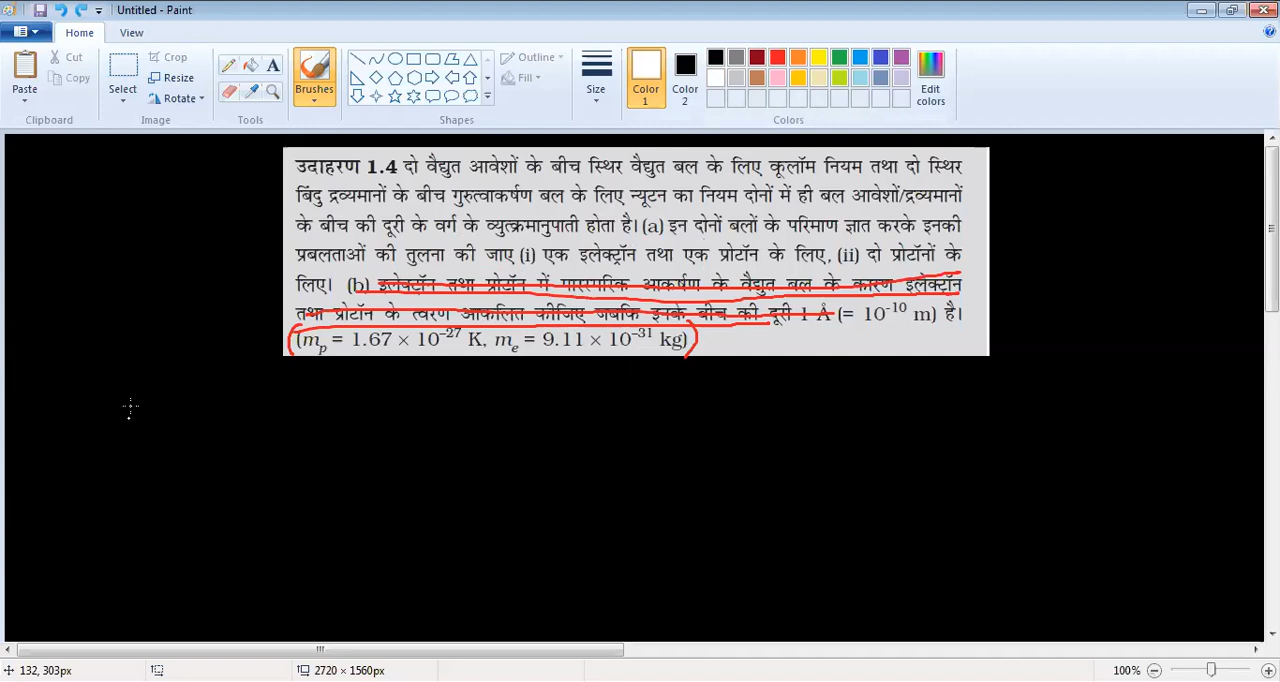 Untitled - Paint
Home View
Paste
Cut
Copy
Clipboard
Select
Crop
Resize
Rotate
Image
Tools
Brushes
Outline
Fill
Shapes
Size
Color 1
Color 2
Edit colors
Colors
उदाहरण 1.4 दो वैद्युत आवेशों के बीच स्थिर वैद्युत बल के लिए कूलॉम नियम तथा दो स्थिर
बिंदु द्रव्यमानों के बीच गुरुत्वाकर्षण बल के लिए न्यूटन का नियम दोनों में ही बल आवेशों/द्रव्यमानों
के बीच की दूरी के वर्ग के व्युत्क्रमानुपाती होता है। (a) इन दोनों बलों के परिमाण ज्ञात करके इनकी
प्रबलताओं की तुलना की जाए (i) एक इलेक्ट्रॉन तथा एक प्रोटॉन के लिए, (ii) दो प्रोटॉनों के
लिए। (b) इलेक्टॉन तथा प्रोटॉन में पारस्परिक आकर्षण के वैद्युत बल के कारण इलेक्ट्रॉन
तथा प्रोटॉन के त्वरण आकलित कीजिए जबकि इनके बीच की दूरी 1 Å (= 10⁻¹⁰ m) है।
(mₚ = 1.67 × 10⁻²⁷ K, mₑ = 9.11 × 10⁻³¹ kg)
132, 303px
2720 × 1560px
100%